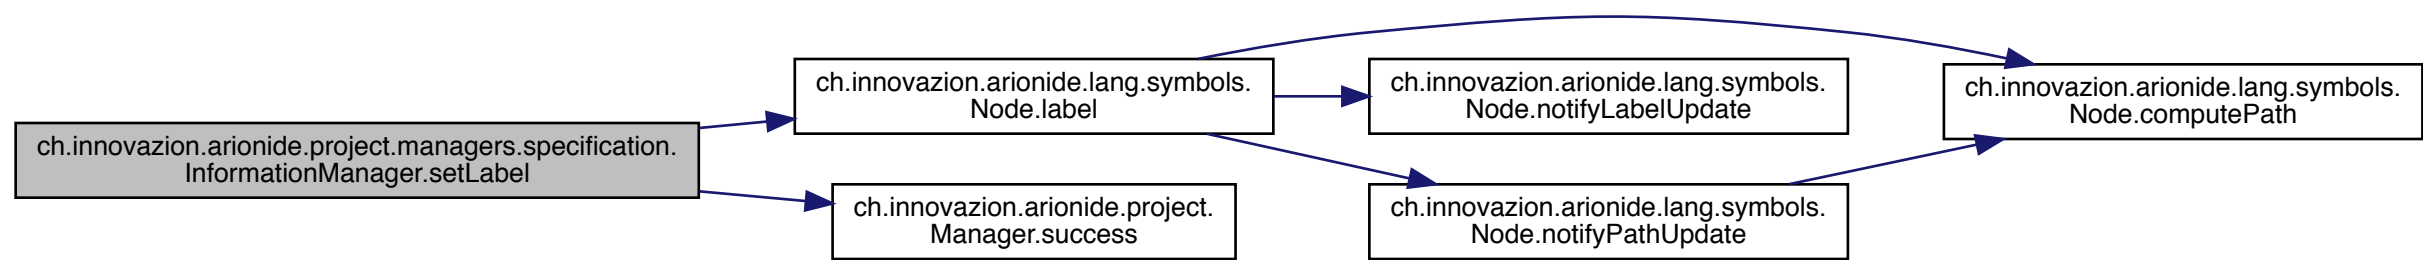 ch.innovazion.arionide.project.managers.specification.
InformationManager.setLabel
ch.innovazion.arionide.lang.symbols.
Node.label
ch.innovazion.arionide.project.
Manager.success
ch.innovazion.arionide.lang.symbols.
Node.notifyLabelUpdate
ch.innovazion.arionide.lang.symbols.
Node.notifyPathUpdate
ch.innovazion.arionide.lang.symbols.
Node.computePath